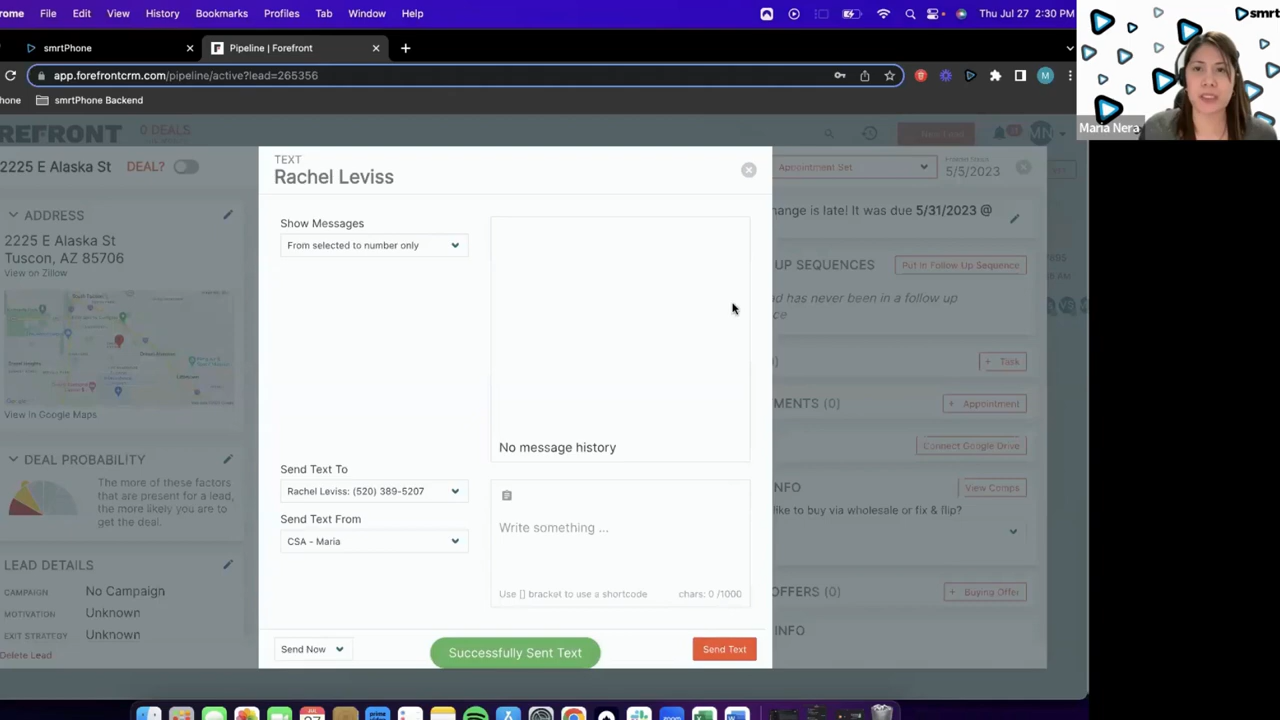 rome File Edit View History Bookmarks Profiles Tab Window Help Thu Jul 27 2:30 PM
smrt
smrtPhone Pipeline | Forefront
app.forefrontcrm.com/pipeline/active?lead=265356
M
hone smrtPhone Backend
Maria Nera
REFRONT 0 DEALS
MN
2225 E Alaska St DEAL?
TEXT
Rachel Leviss
Appointment Set
5/5/2023
ADDRESS
2225 E Alaska St
Tuscon, AZ 85706
View on Zillow
View In Google Maps
Show Messages
From selected to number only
No message history
ange is late! It was due 5/31/2023 @
UP SEQUENCES Put In Follow Up Sequence
ad has never been in a follow up
ce
+ Task
MENTS (0) + Appointment
Connect Google Drive
NFO View Comps
like to buy via wholesale or fix & flip?
OFFERS (0) + Buying Offer
INFO
DEAL PROBABILITY
The more of these factors
that are present for a lead,
the more likely you are to
get the deal.
Send Text To
Rachel Leviss: (520) 389-5207
Send Text From
CSA - Maria
Write something ...
Use [] bracket to use a shortcode chars: 0 /1000
LEAD DETAILS
CAMPAIGN No Campaign
MOTIVATION Unknown
EXIT STRATEGY Unknown
Delete Lead
Send Now
Successfully Sent Text
Send Text